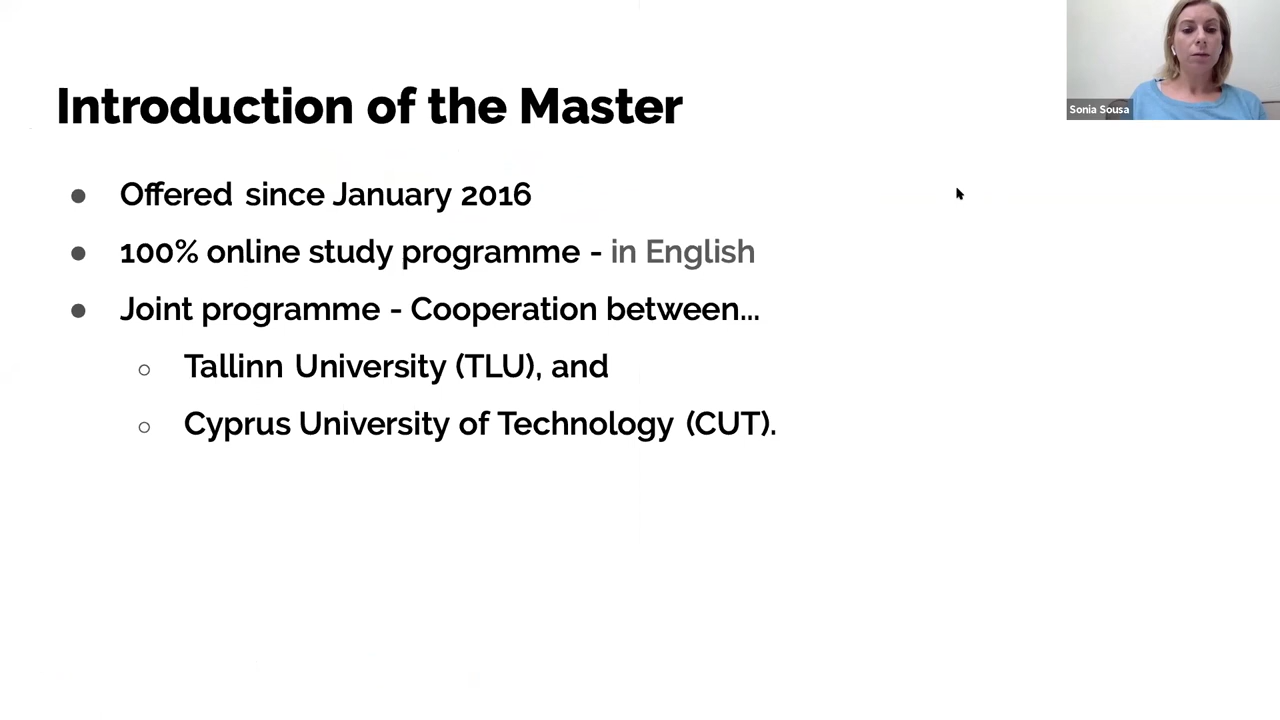 Introduction of the Master
Sonia Sousa
● Offered since January 2016
● 100% online study programme - in English
● Joint programme - Cooperation between...
○ Tallinn University (TLU), and
○ Cyprus University of Technology (CUT).